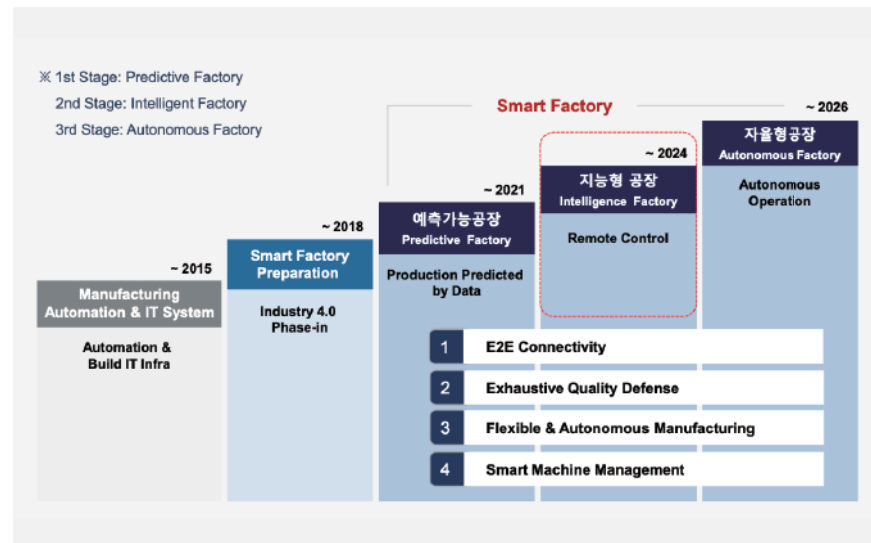 ※ 1st Stage: Predictive Factory
2nd Stage: Intelligent Factory
3rd Stage: Autonomous Factory
Smart Factory
~ 2015
Manufacturing
Automation & IT System
Automation &
Build IT Infra
~ 2018
Smart Factory
Preparation
Industry 4.0
Phase-in
~ 2021
예측가능공장
Predictive Factory
Production Predicted
by Data
~ 2024
지능형 공장
Intelligence Factory
Remote Control
~ 2026
자율형공장
Autonomous Factory
Autonomous
Operation
1 E2E Connectivity
2 Exhaustive Quality Defense
3 Flexible & Autonomous Manufacturing
4 Smart Machine Management